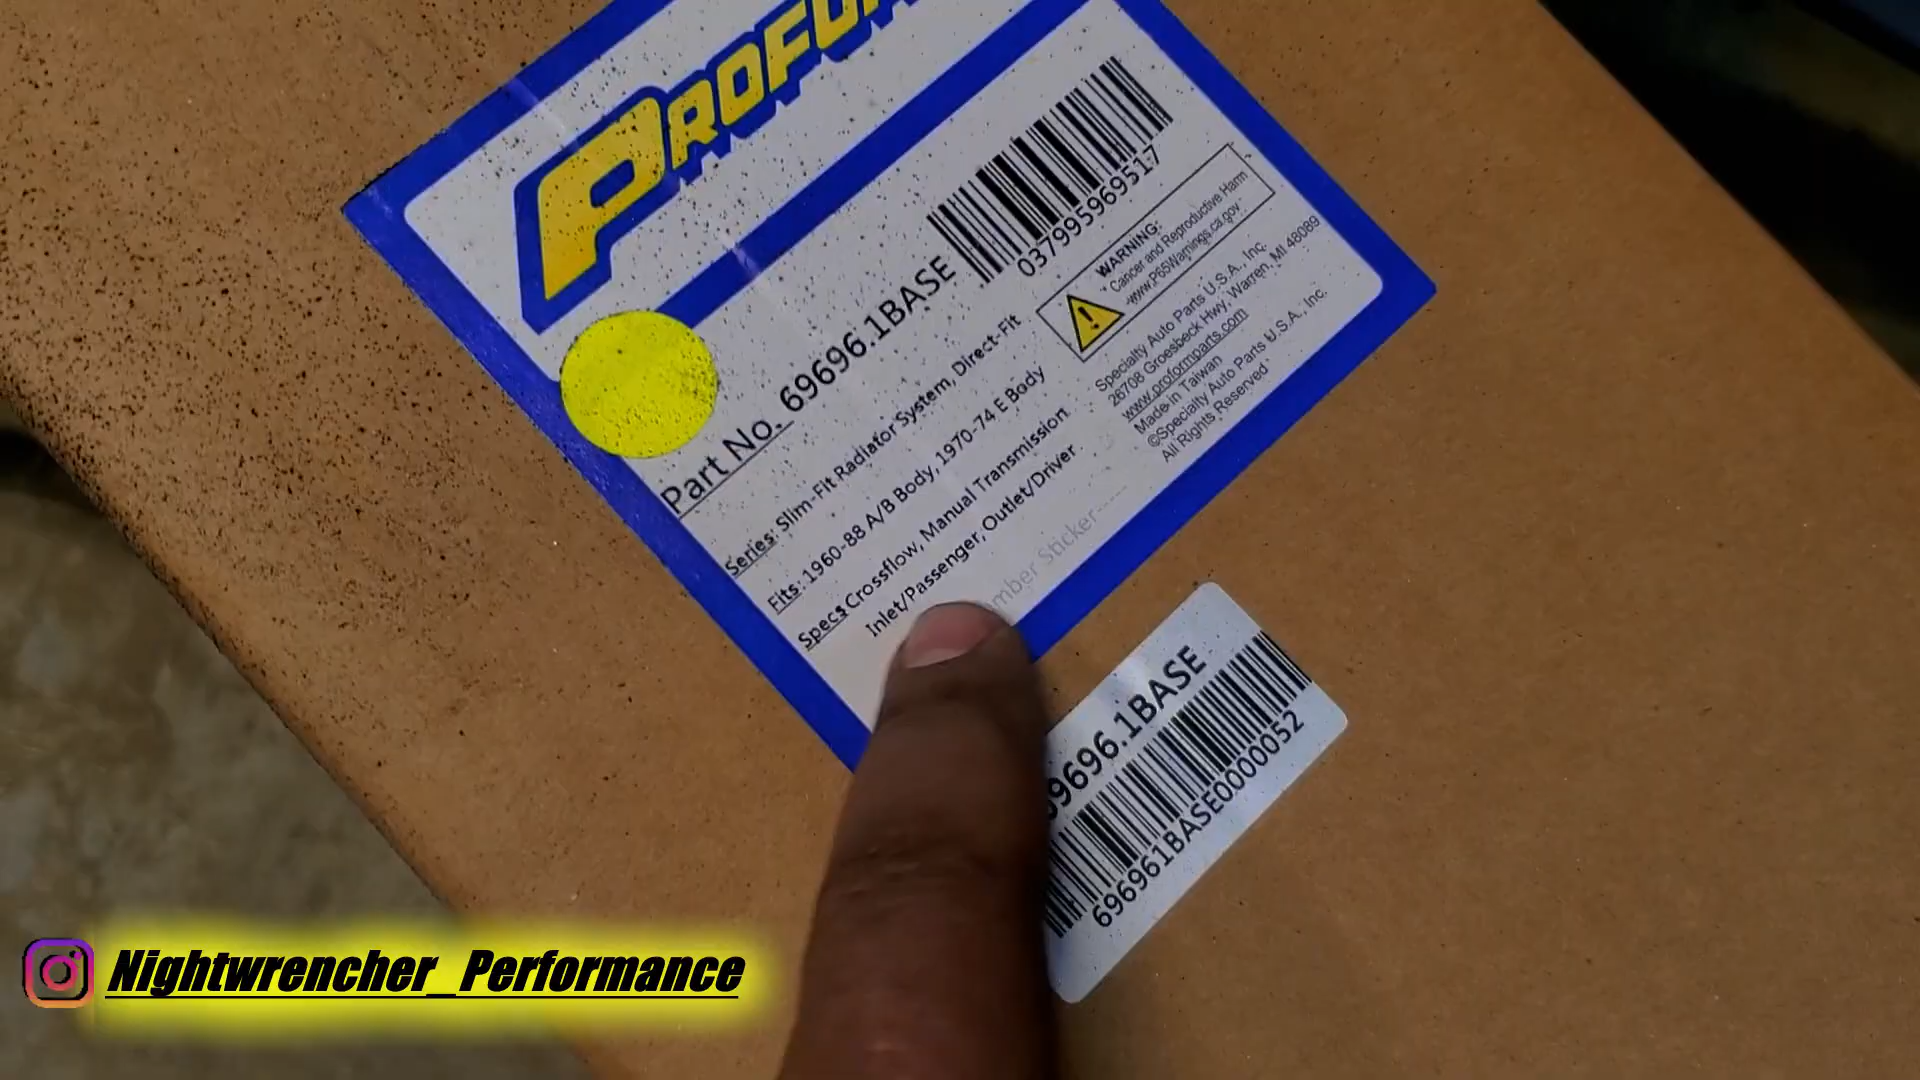 PROFO
037995969517
Part No. 69696.1BASE
Series: Slim-Fit Radiator System, Direct-Fit
Fits: 1960-88 A/B Body, 1970-74 E Body
Specs Crossflow, Manual Transmission
Inlet/Passenger, Outlet/Driver
Sticker-----
WARNING:
Cancer and Reproductive Harm
www.P65Warnings.ca.gov
Specialty Auto Parts U.S.A., Inc.
26708 Groesbeck Hwy, Warren, MI 48089
www.proformparts.com
Made in Taiwan
©Specialty Auto Parts U.S.A., Inc.
All Rights Reserved
69696.1BASE
696961BASE0000052
Nightwrencher_Performance